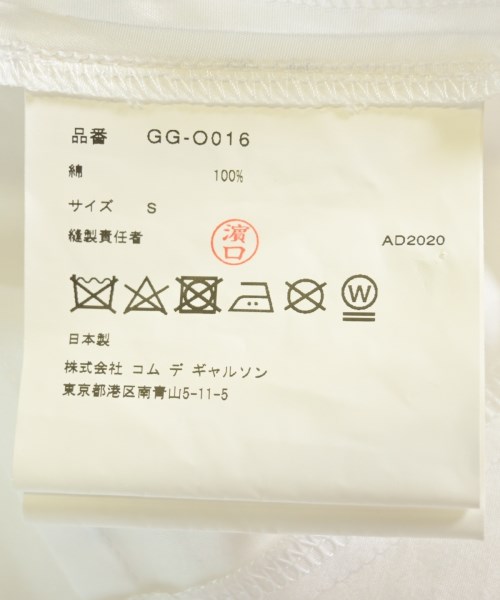 品番 GG-O016
綿 100%
サイズ S
縫製責任者 濱口 AD2020
W
日本製
株式会社 コム デ ギャルソン
東京都港区南青山5-11-5